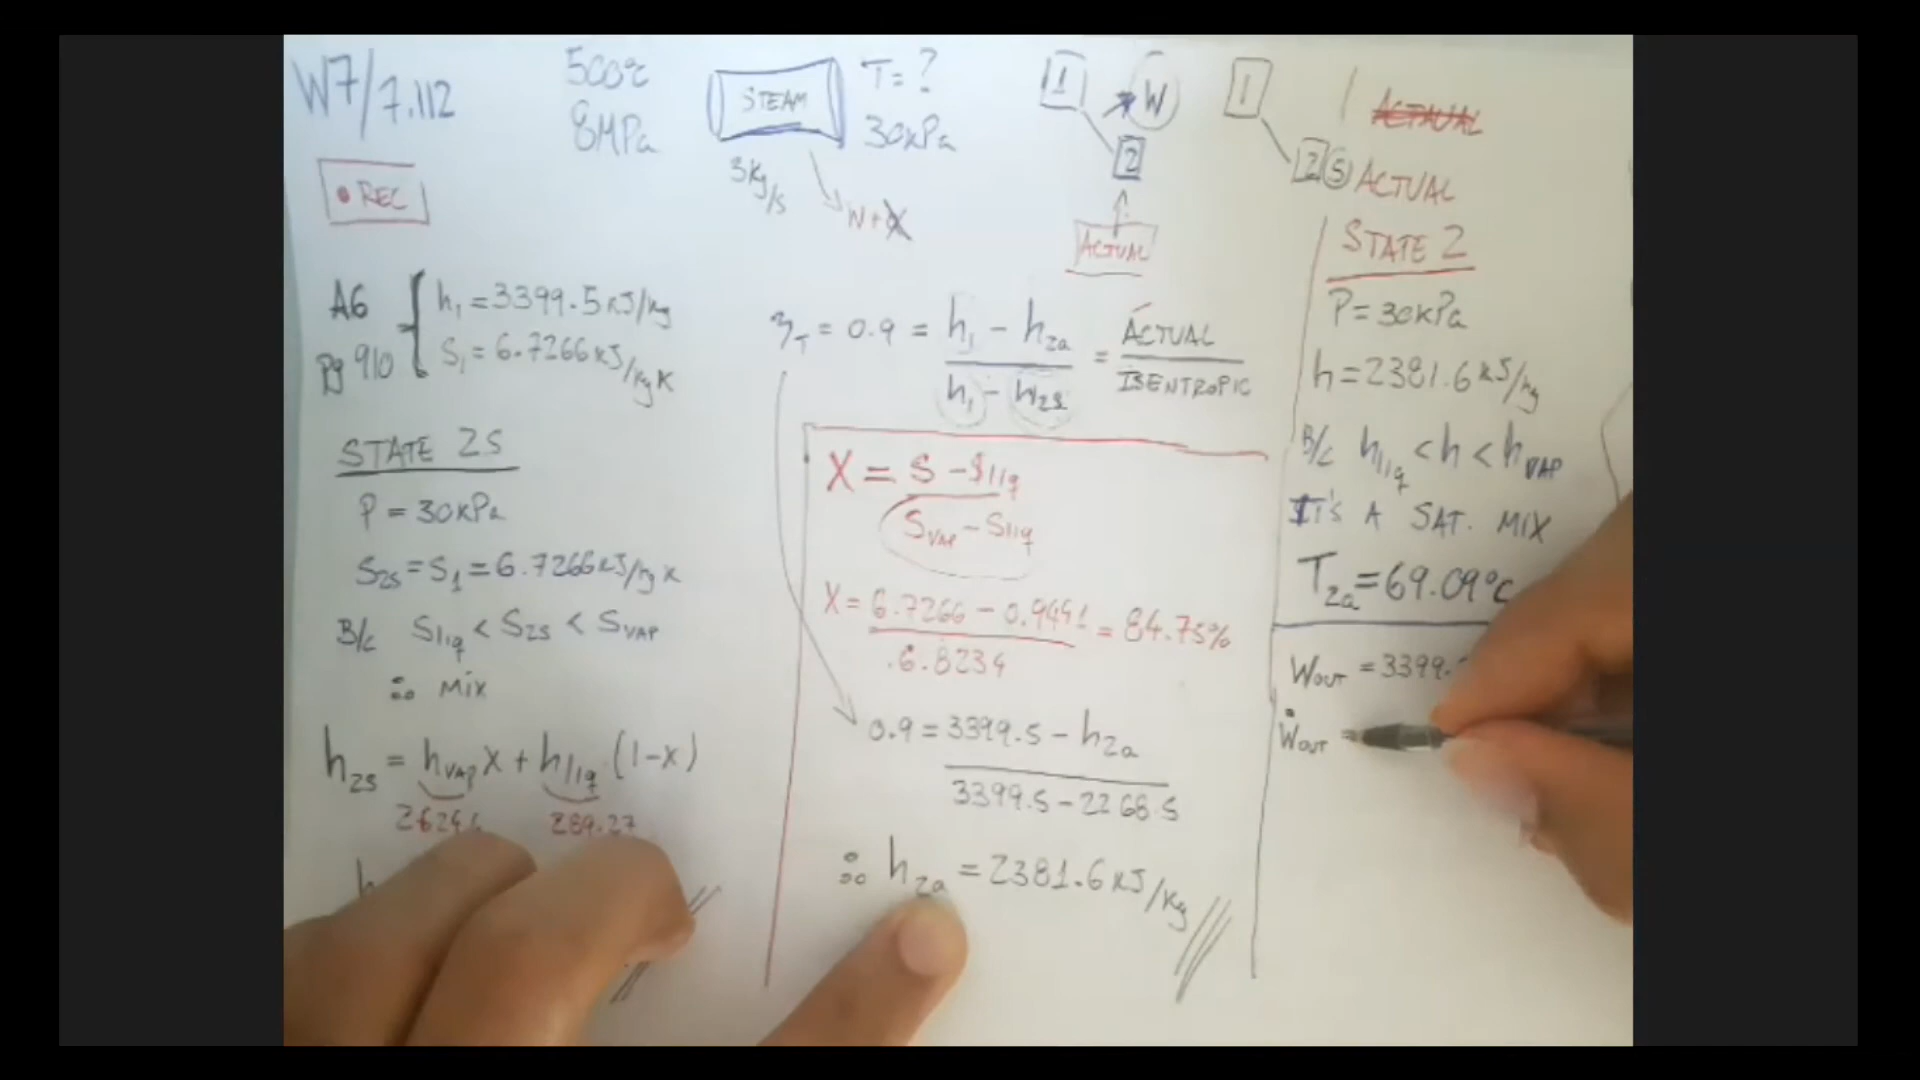 W7/7.112
500°C
8MPa
STEAM
T=?
30kPa
3kg/s
W+Q
1
W
2
ACTUAL
1
2S
ACTUAL
ACTUAL
• REC
A6
Pg 910
h₁ = 3399.5 kJ/kg
S₁ = 6.7266 kJ/kgK
STATE 2S
P = 30kPa
S₂s = S₁ = 6.7266 kJ/kgK
B/C Sliq < S₂s < SVAP
∴ MIX
h₂s = hVAP X + hliq (1-X)
289.27
h
ηT = 0.9 = h₁ - h₂a / h₁ - h₂s = ACTUAL / ISENTROPIC
X = S - Sliq / SVAP - Sliq
X = 6.7266 - 0.9441 / 6.8234 = 84.75%
0.9 = 3399.5 - h₂a / 3399.5 - 2268.5
∴ h₂a = 2381.6 kJ/kg
STATE 2
P = 30kPa
h = 2381.6 kJ/kg
B/C hliq < h < hVAP
IT'S A SAT. MIX
T₂a = 69.09°C
WOUT = 3399.
ẆOUT =